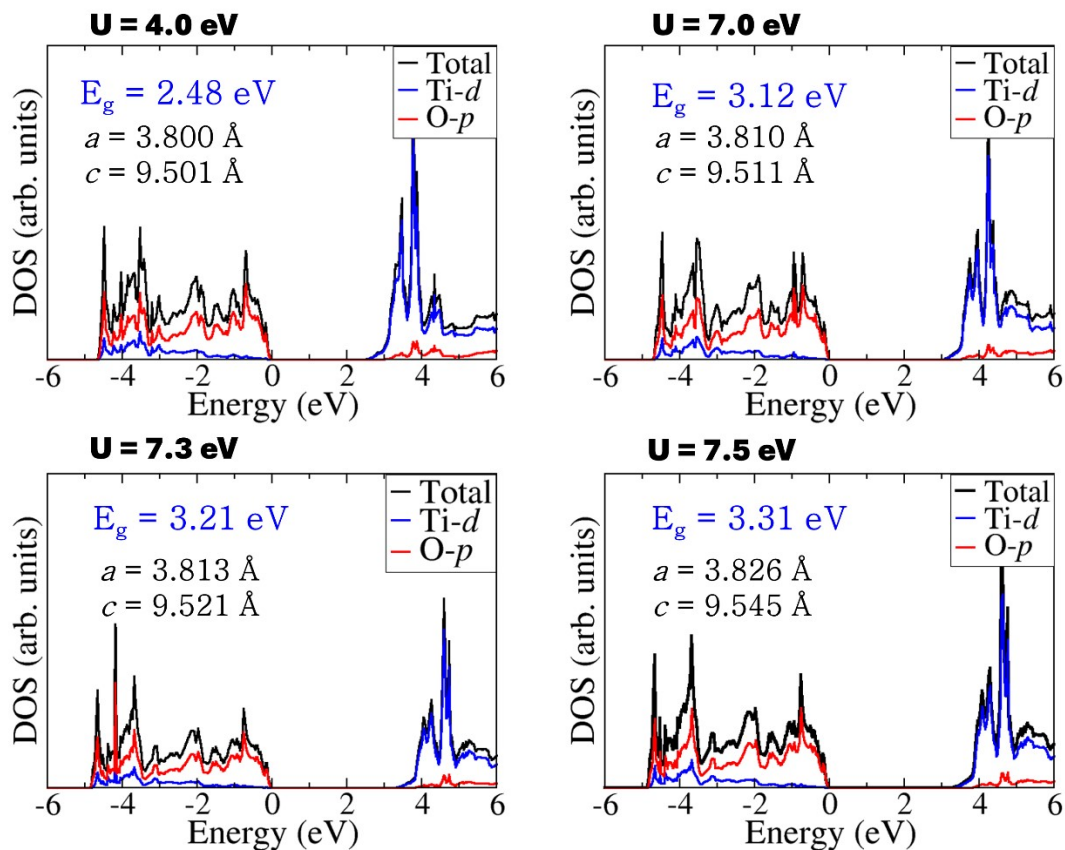 U = 4.0 eV
E_g = 2.48 eV
a = 3.800 Å
c = 9.501 Å
Total
Ti-d
O-p
DOS (arb. units)
-6 -4 -2 0 2 4 6
Energy (eV)
U = 7.0 eV
E_g = 3.12 eV
a = 3.810 Å
c = 9.511 Å
Total
Ti-d
O-p
DOS (arb. units)
-6 -4 -2 0 2 4 6
Energy (eV)
U = 7.3 eV
E_g = 3.21 eV
a = 3.813 Å
c = 9.521 Å
Total
Ti-d
O-p
DOS (arb. units)
-6 -4 -2 0 2 4 6
Energy (eV)
U = 7.5 eV
E_g = 3.31 eV
a = 3.826 Å
c = 9.545 Å
Total
Ti-d
O-p
DOS (arb. units)
-6 -4 -2 0 2 4 6
Energy (eV)